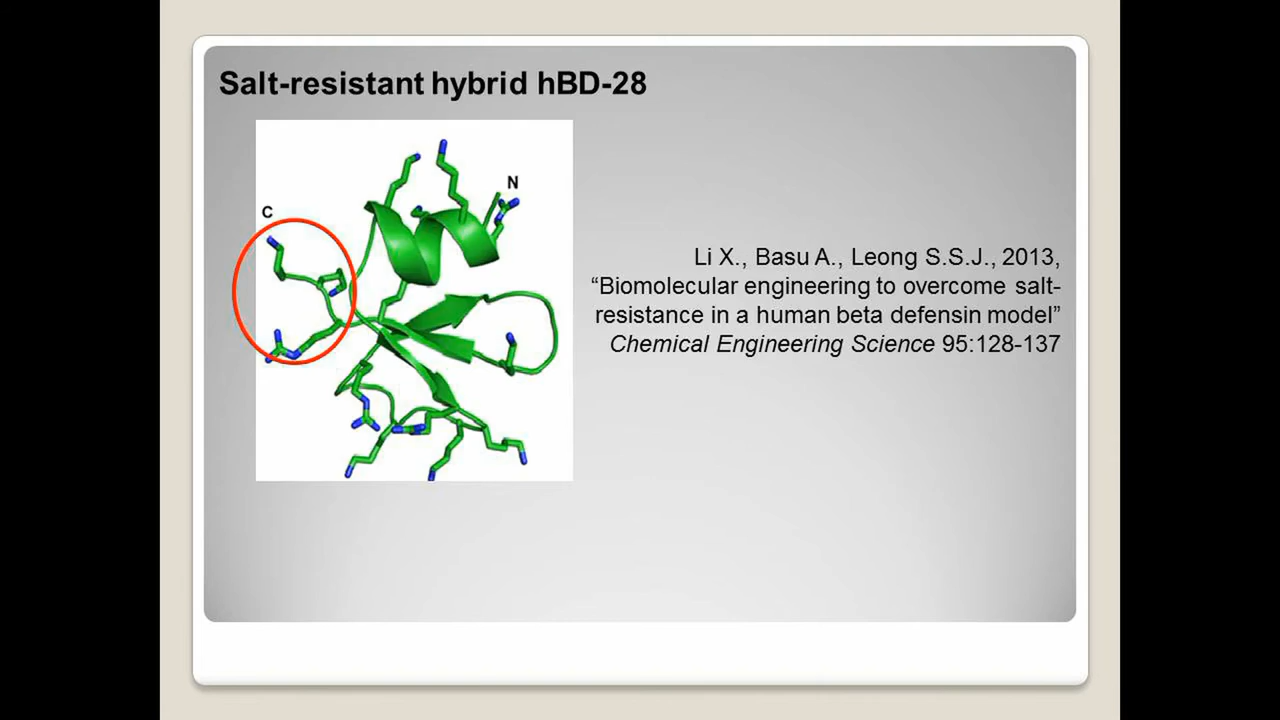 Salt-resistant hybrid hBD-28
N
C
Li X., Basu A., Leong S.S.J., 2013,
“Biomolecular engineering to overcome salt-
resistance in a human beta defensin model”
Chemical Engineering Science 95:128-137